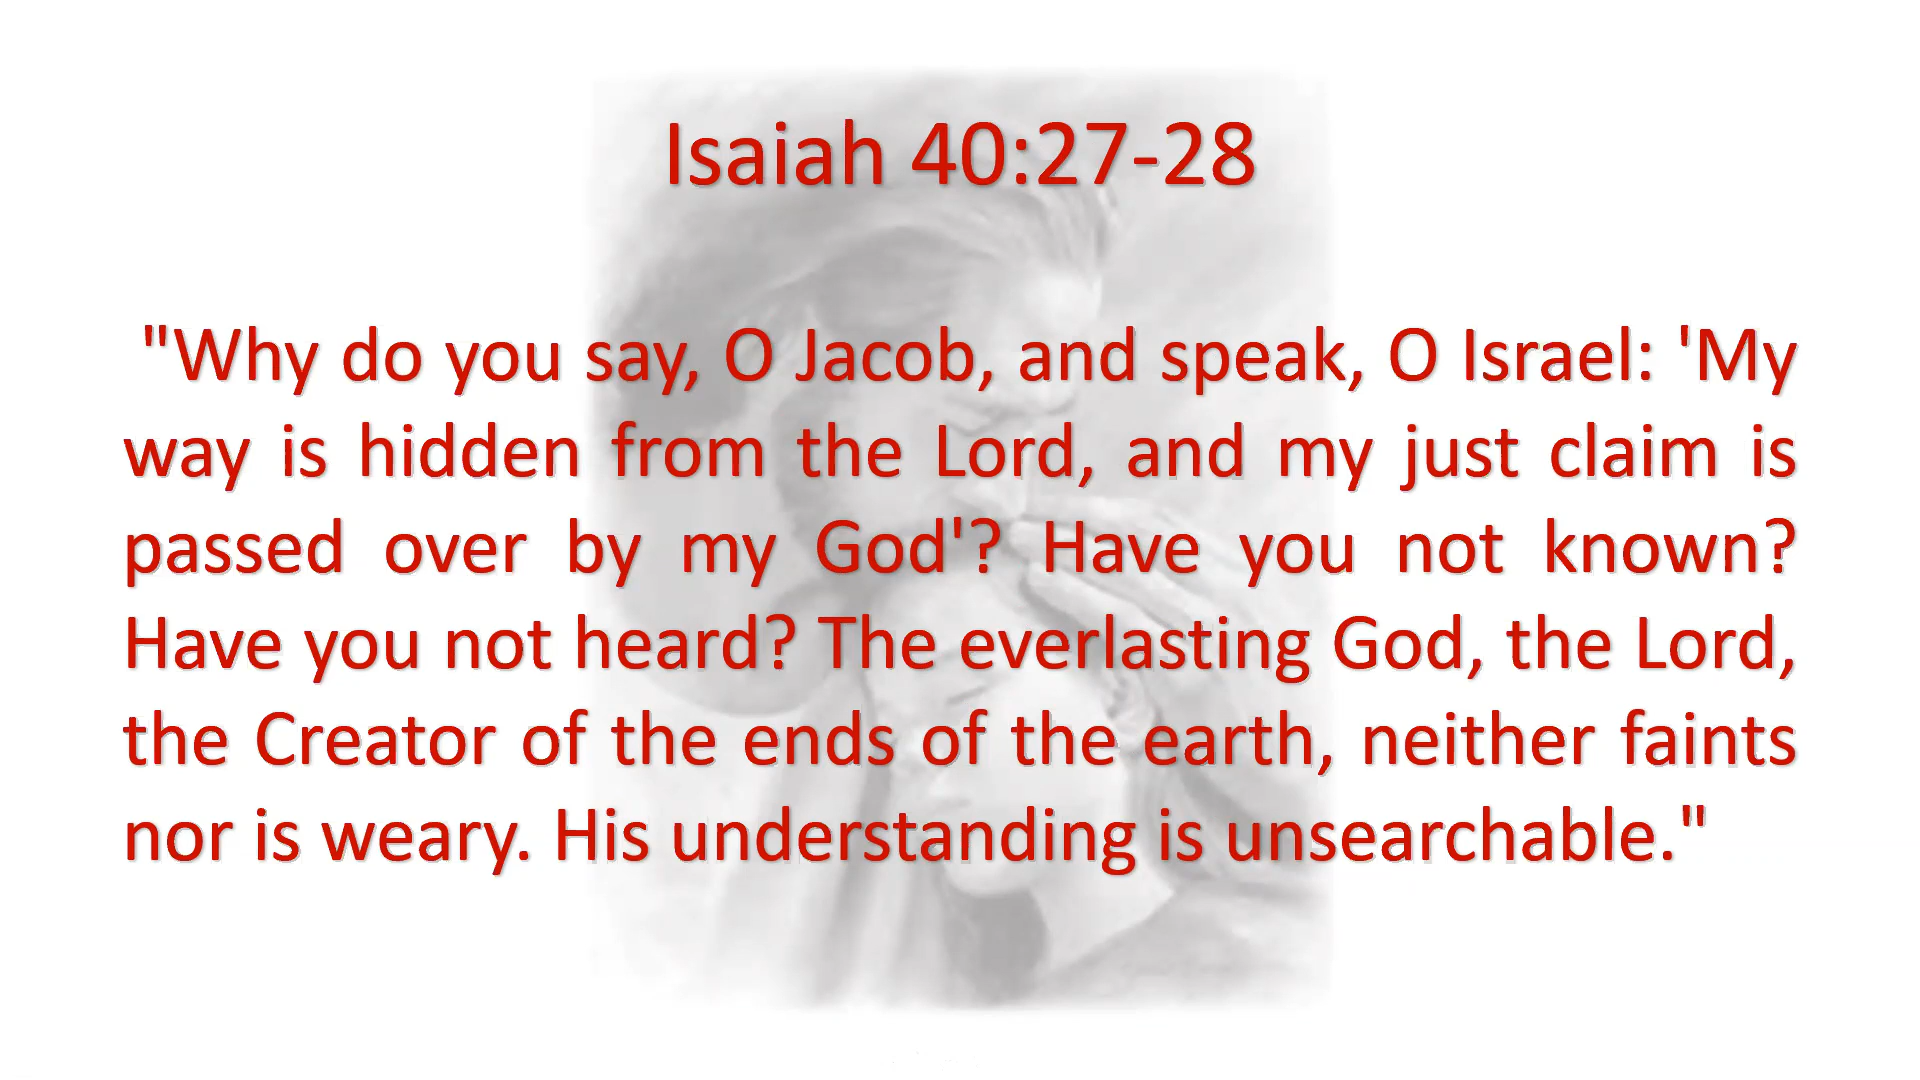 Isaiah 40:27-28
"Why do you say, O Jacob, and speak, O Israel: 'My
way is hidden from the Lord, and my just claim is
passed over by my God'? Have you not known?
Have you not heard? The everlasting God, the Lord,
the Creator of the ends of the earth, neither faints
nor is weary. His understanding is unsearchable."